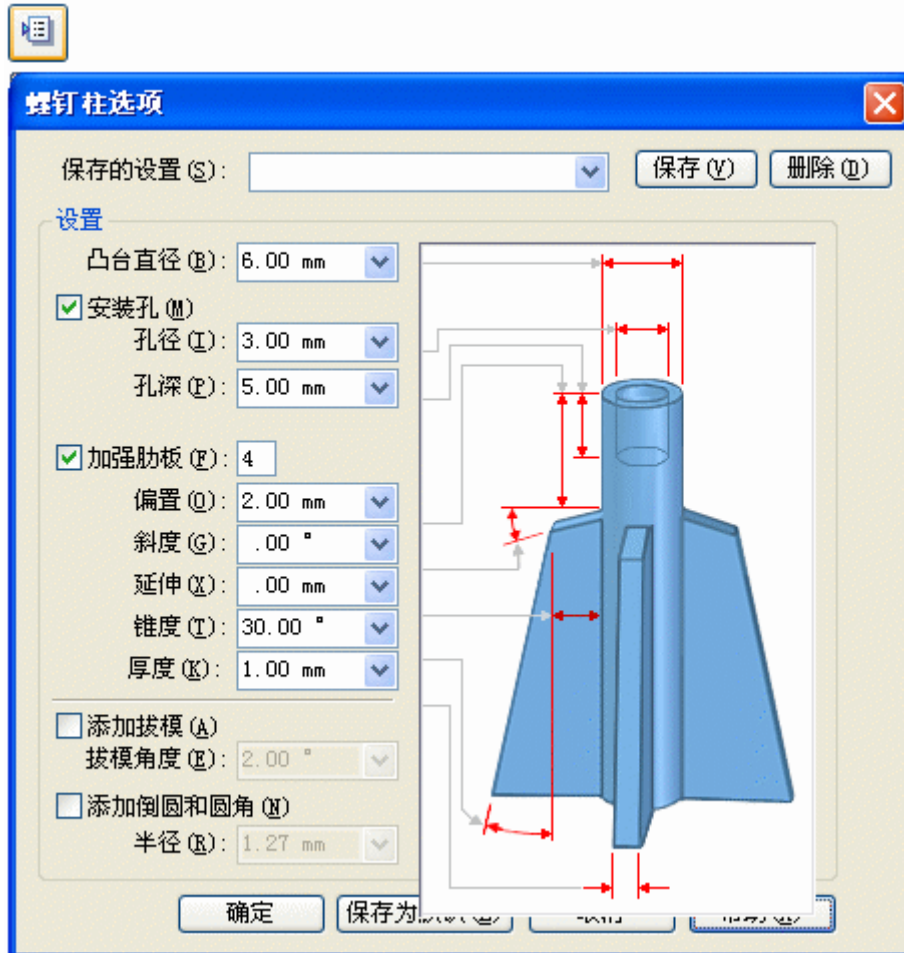 螺钉柱选项
保存的设置(S): 保存(V) 删除(D)
设置
凸台直径(B): 6.00 mm
安装孔(M)
孔径(I): 3.00 mm
孔深(P): 5.00 mm
加强肋板(F): 4
偏置(O): 2.00 mm
斜度(G): .00 °
延伸(X): .00 mm
锥度(T): 30.00 °
厚度(K): 1.00 mm
添加拔模(A)
拔模角度(E): 2.00 °
添加倒圆和圆角(N)
半径(R): 1.27 mm
确定 保存为